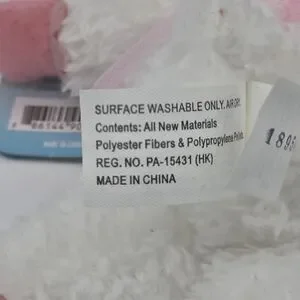 SURFACE WASHABLE ONLY. AIR DRY.
Contents: All New Materials
Polyester Fibers & Polypropylene
REG. NO. PA-15431 (HK)
MADE IN CHINA